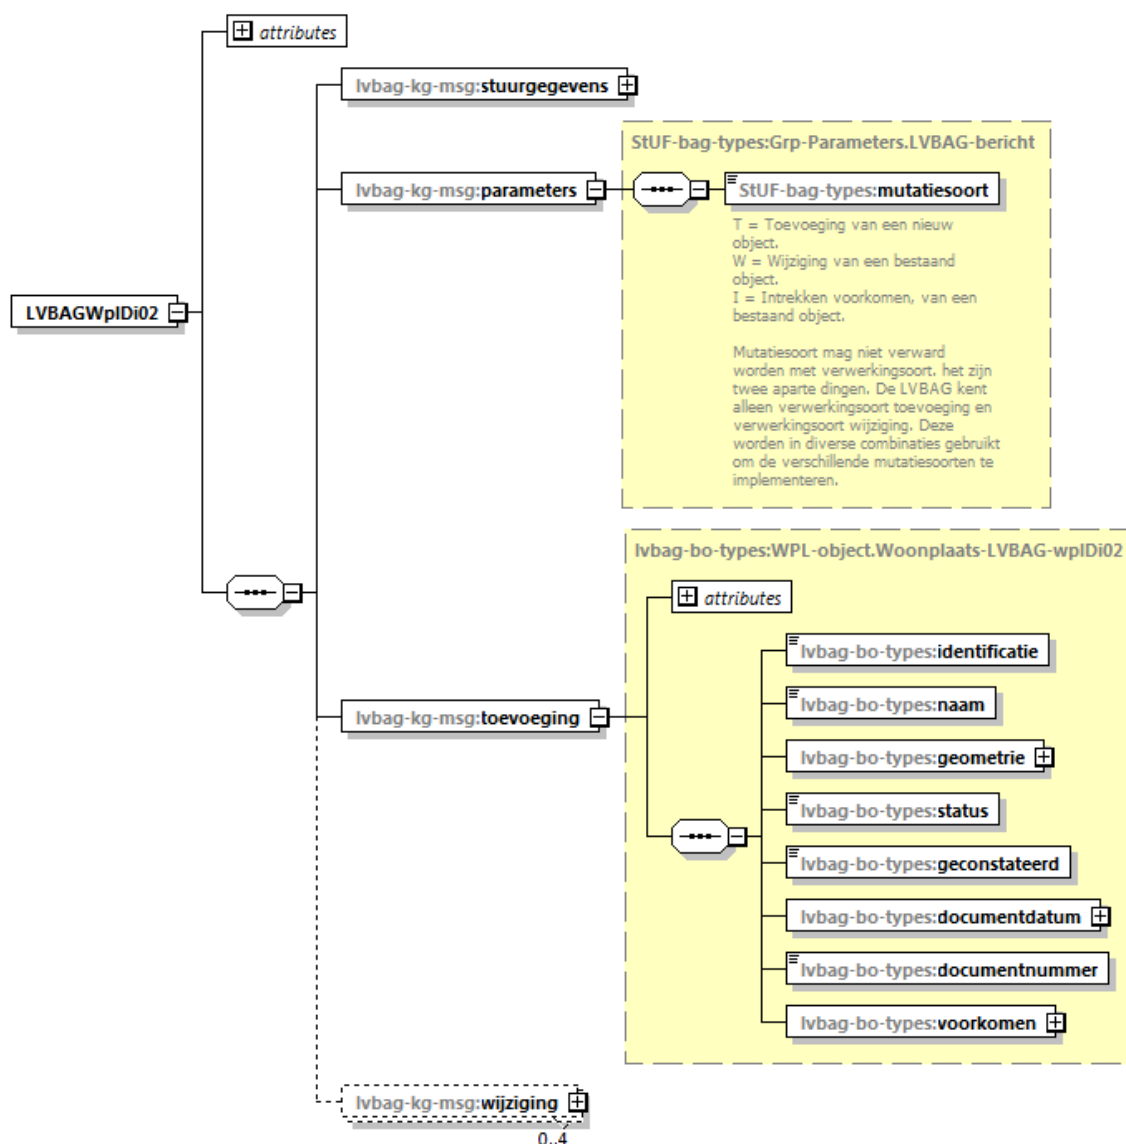 attributes
lvbag-kg-msg:stuurgegevens
StUF-bag-types:Grp-Parameters.LVBAG-bericht
lvbag-kg-msg:parameters
StUF-bag-types:mutatiesoort
T = Toevoeging van een nieuw
object.
W = Wijziging van een bestaand
object.
I = Intrekken voorkomen, van een
bestaand object.
Mutatiesoort mag niet verward
worden met verwerkingsoort. het zijn
twee aparte dingen. De LVBAG kent
alleen verwerkingsoort toevoeging en
verwerkingsoort wijziging. Deze
worden in diverse combinaties gebruikt
om de verschillende mutatiesoorten te
implementeren.
LVBAGWplDi02
lvbag-bo-types:WPL-object.Woonplaats-LVBAG-wplDi02
attributes
lvbag-bo-types:identificatie
lvbag-bo-types:naam
lvbag-kg-msg:toevoeging
lvbag-bo-types:geometrie
lvbag-bo-types:status
lvbag-bo-types:geconstateerd
lvbag-bo-types:documentdatum
lvbag-bo-types:documentnummer
lvbag-bo-types:voorkomen
lvbag-kg-msg:wijziging
0..4